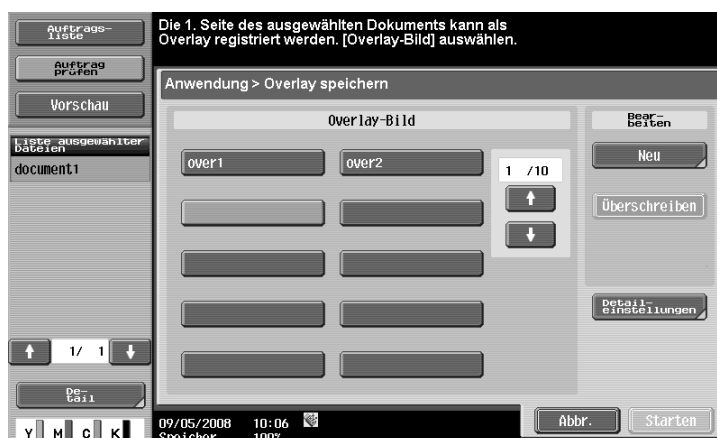 Auftrags-
liste
Auftrag
prüfen
Vorschau
Liste ausgewählter
Dateien
document1
1/ 1
De-
tail
Y M C K
Die 1. Seite des ausgewählten Dokuments kann als
Overlay registriert werden. [Overlay-Bild] auswählen.
Anwendung > Overlay speichern
Overlay-Bild
over1 over2
1 /10
Bear-
beiten
Neu
Überschreiben
Detail-
einstellungen
09/05/2008 10:06
Speicher 100%
Abbr. Starten